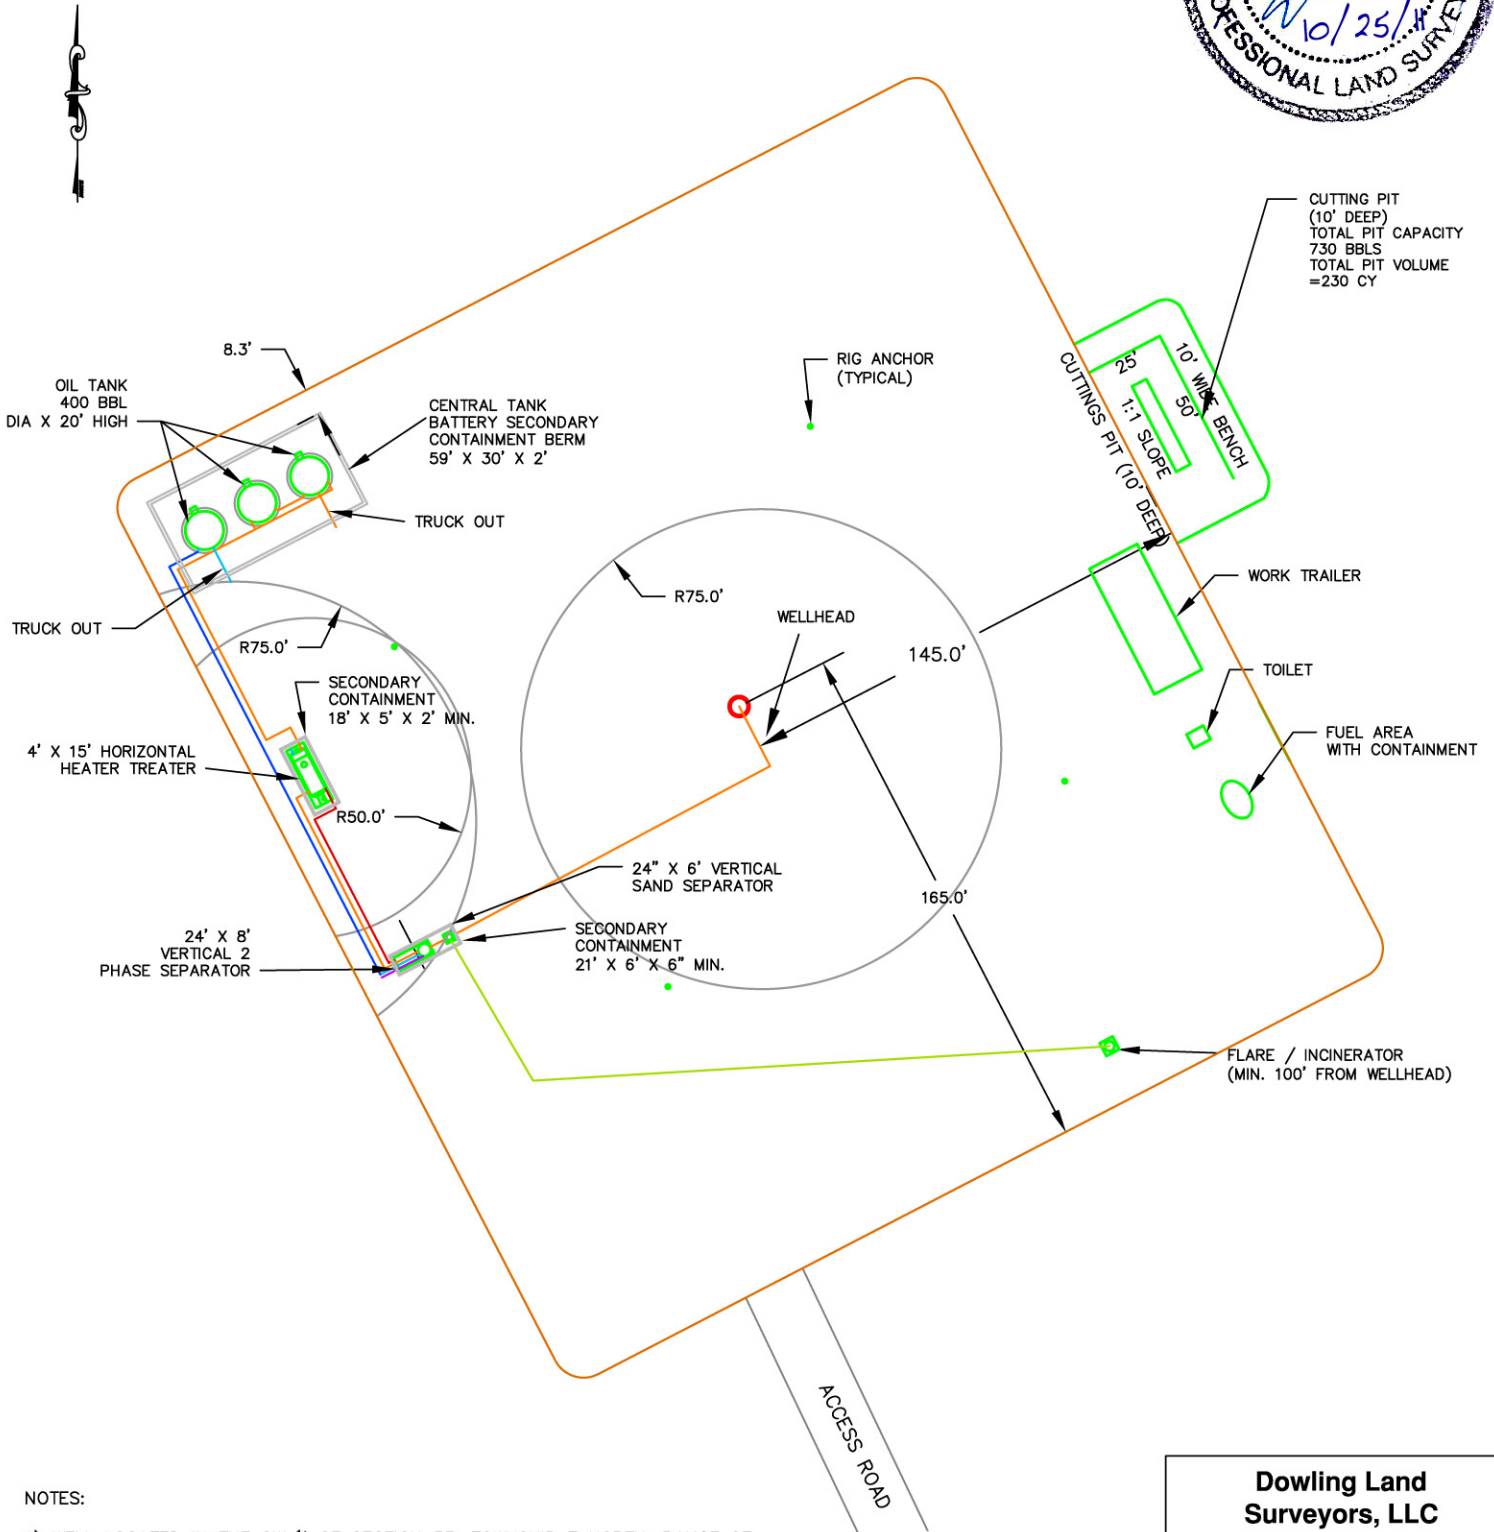 10/25/11
OFESSIONAL LAND SURVEY
CUTTING PIT
(10' DEEP)
TOTAL PIT CAPACITY
730 BBLS
TOTAL PIT VOLUME
=230 CY
8.3'
OIL TANK
400 BBL
DIA X 20' HIGH
CENTRAL TANK
BATTERY SECONDARY
CONTAINMENT BERM
59' X 30' X 2'
RIG ANCHOR
(TYPICAL)
25'
10' WIDE BENCH
50'
1:1 SLOPE
CUTTINGS PIT (10' DEEP)
TRUCK OUT
WORK TRAILER
R75.0'
WELLHEAD
TRUCK OUT
R75.0'
145.0'
TOILET
SECONDARY
CONTAINMENT
18' X 5' X 2' MIN.
FUEL AREA
WITH CONTAINMENT
4' X 15' HORIZONTAL
HEATER TREATER
R50.0'
24" X 6' VERTICAL
SAND SEPARATOR
165.0'
24' X 8'
VERTICAL 2
PHASE SEPARATOR
SECONDARY
CONTAINMENT
21' X 6' X 6" MIN.
FLARE / INCINERATOR
(MIN. 100' FROM WELLHEAD)
ACCESS ROAD
NOTES:
Dowling Land
Surveyors, LLC